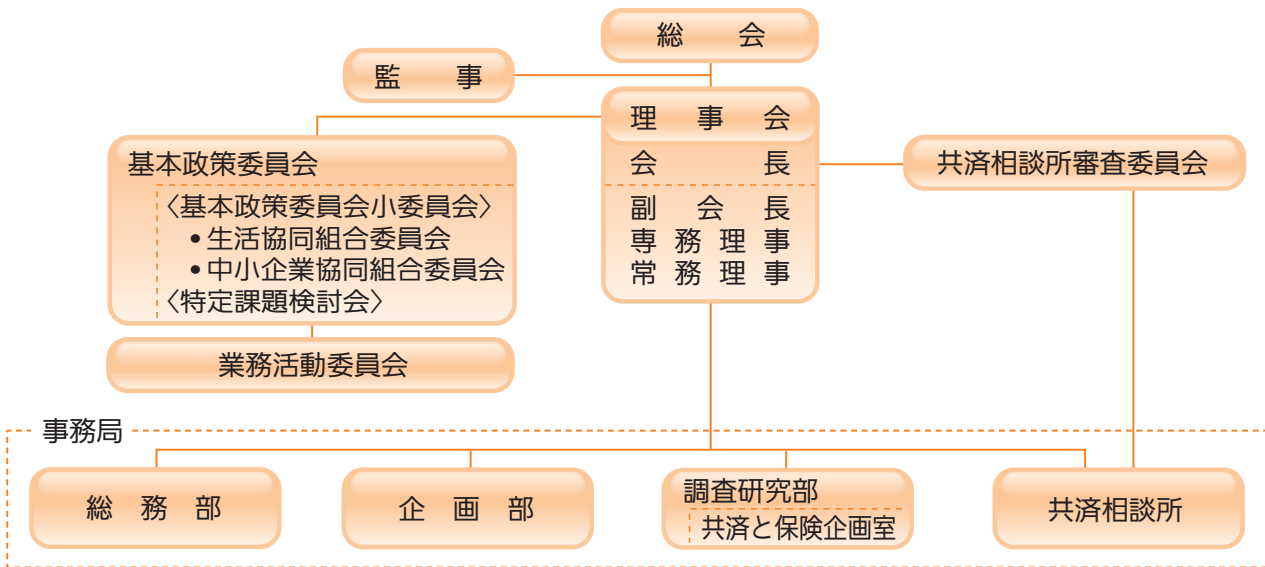 総会
監事
理事会
会長
副会長
専務理事
常務理事
基本政策委員会
〈基本政策委員会小委員会〉
•生活協同組合委員会
•中小企業協同組合委員会
〈特定課題検討会〉
業務活動委員会
共済相談所審査委員会
事務局
総務部
企画部
調査研究部
共済と保険企画室
共済相談所